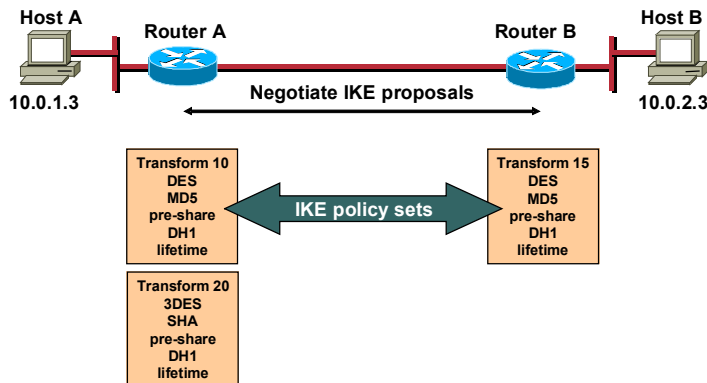 Host A
Router A
Router B
Host B
10.0.1.3
Negotiate IKE proposals
10.0.2.3
Transform 10
DES
MD5
pre-share
DH1
lifetime
IKE policy sets
Transform 15
DES
MD5
pre-share
DH1
lifetime
Transform 20
3DES
SHA
pre-share
DH1
lifetime